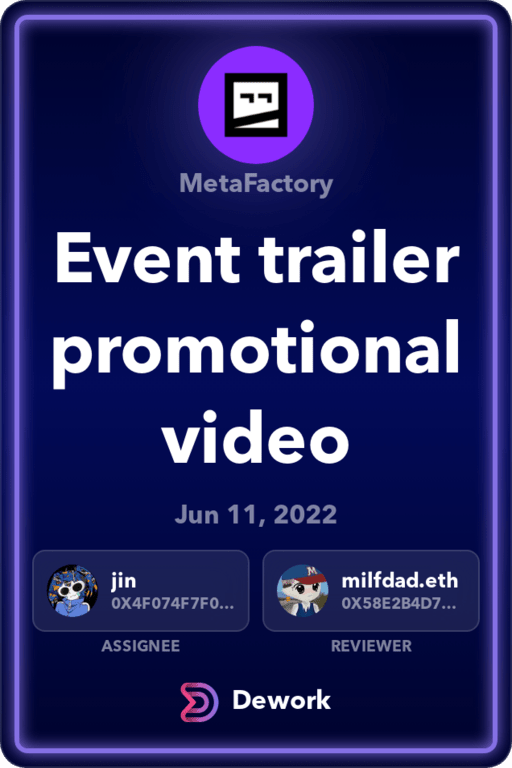 MetaFactory
Event trailer
promotional
video
Jun 11, 2022
jin
0X4F074F7F0...
ASSIGNEE
milfdad.eth
0X58E2B4D7...
REVIEWER
Dework